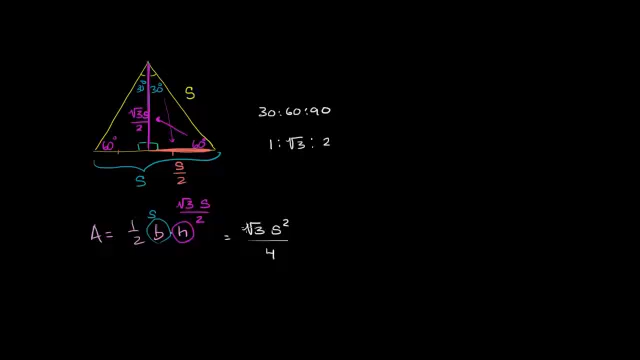 30° 30°
S
√3 S/2
60° 60°
S/2
S
30:60:90
1:√3:2
S √3 S/2
A = 1/2 b·h = √3 S²/4